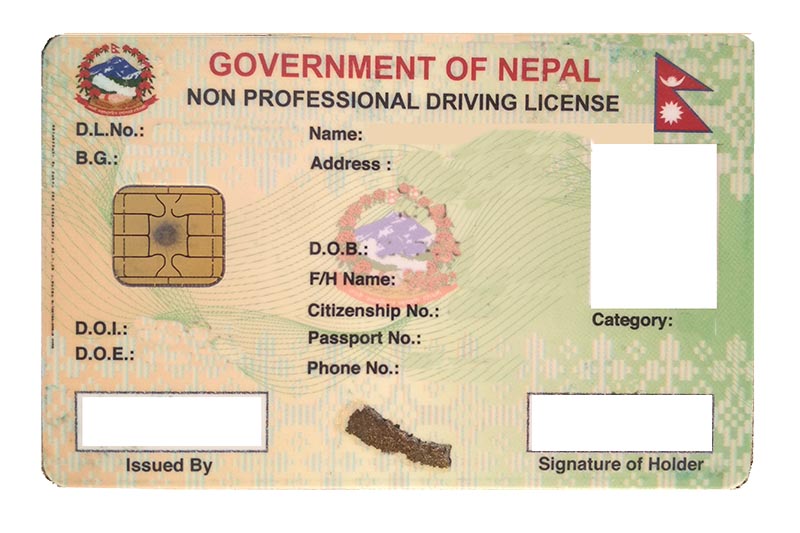 GOVERNMENT OF NEPAL
NON PROFESSIONAL DRIVING LICENSE
D.L.No.:
B.G.:
Name:
Address :
D.O.B.:
F/H Name:
Citizenship No.:
Passport No.:
Phone No.:
D.O.I.:
D.O.E.:
Category:
Issued By
Signature of Holder